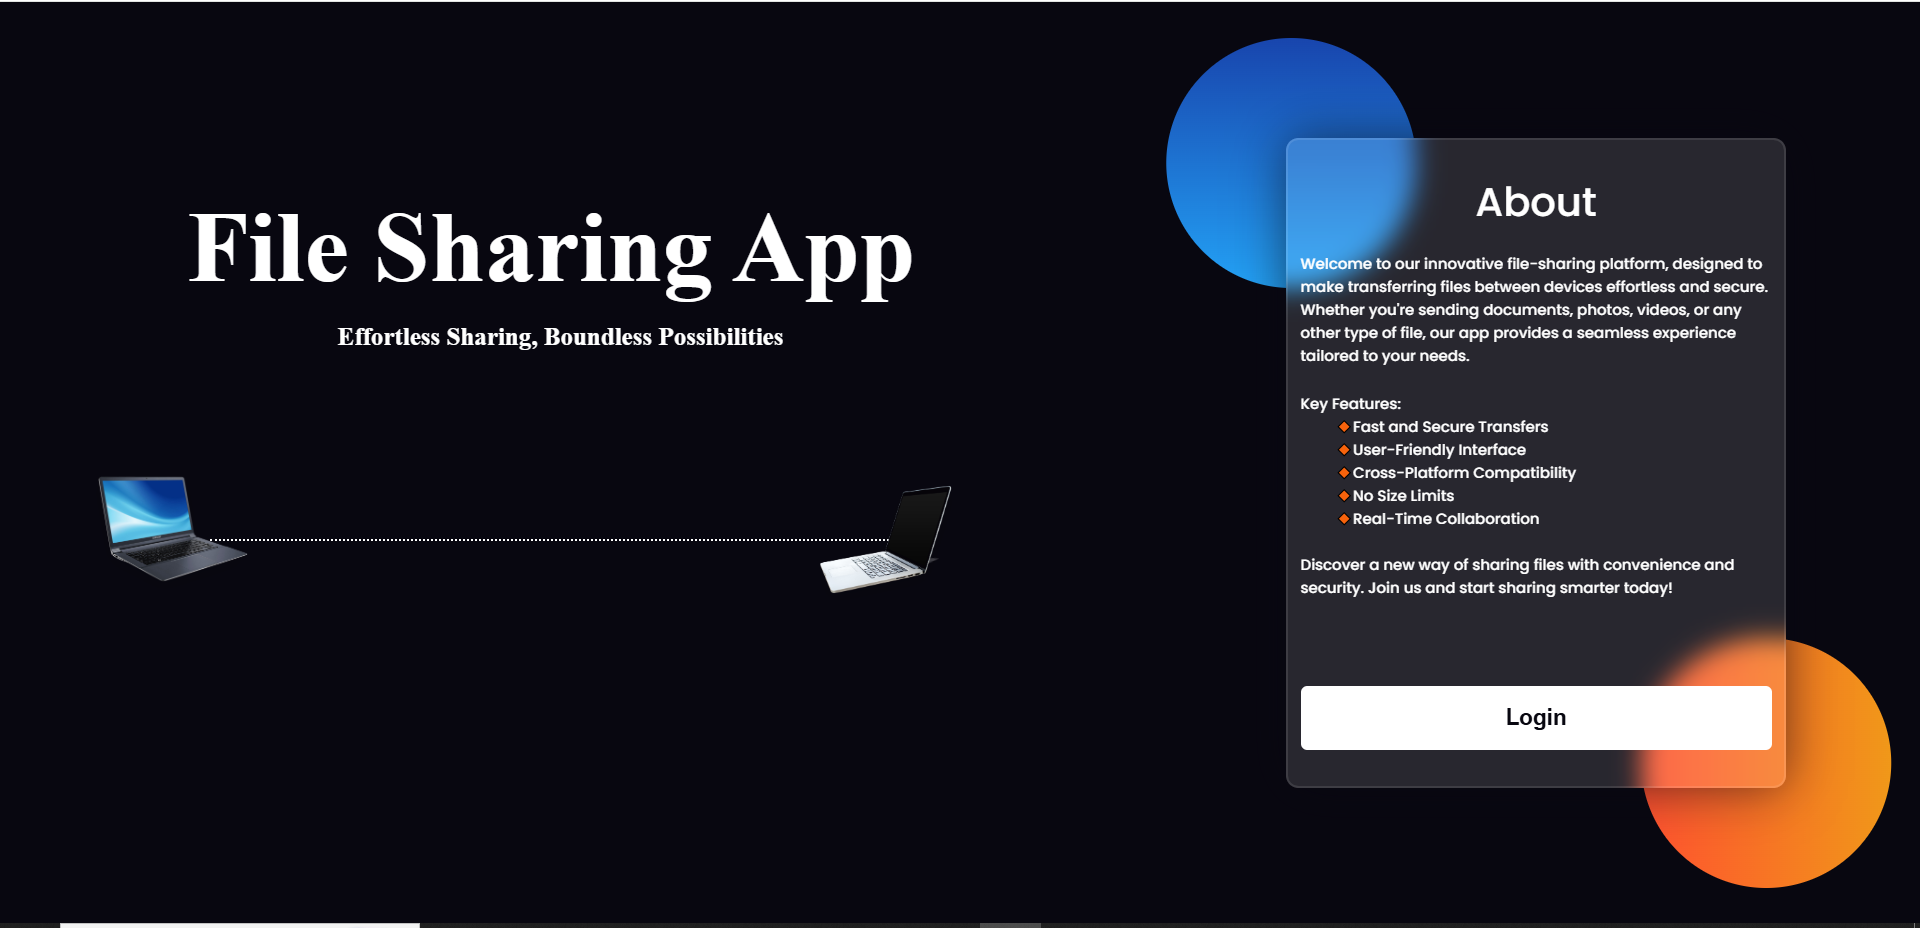 File Sharing App
Effortless Sharing, Boundless Possibilities
About
Welcome to our innovative file-sharing platform, designed to
make transferring files between devices effortless and secure.
Whether you're sending documents, photos, videos, or any
other type of file, our app provides a seamless experience
tailored to your needs.
Key Features:
Fast and Secure Transfers
User-Friendly Interface
Cross-Platform Compatibility
No Size Limits
Real-Time Collaboration
Discover a new way of sharing files with convenience and
security. Join us and start sharing smarter today!
Login